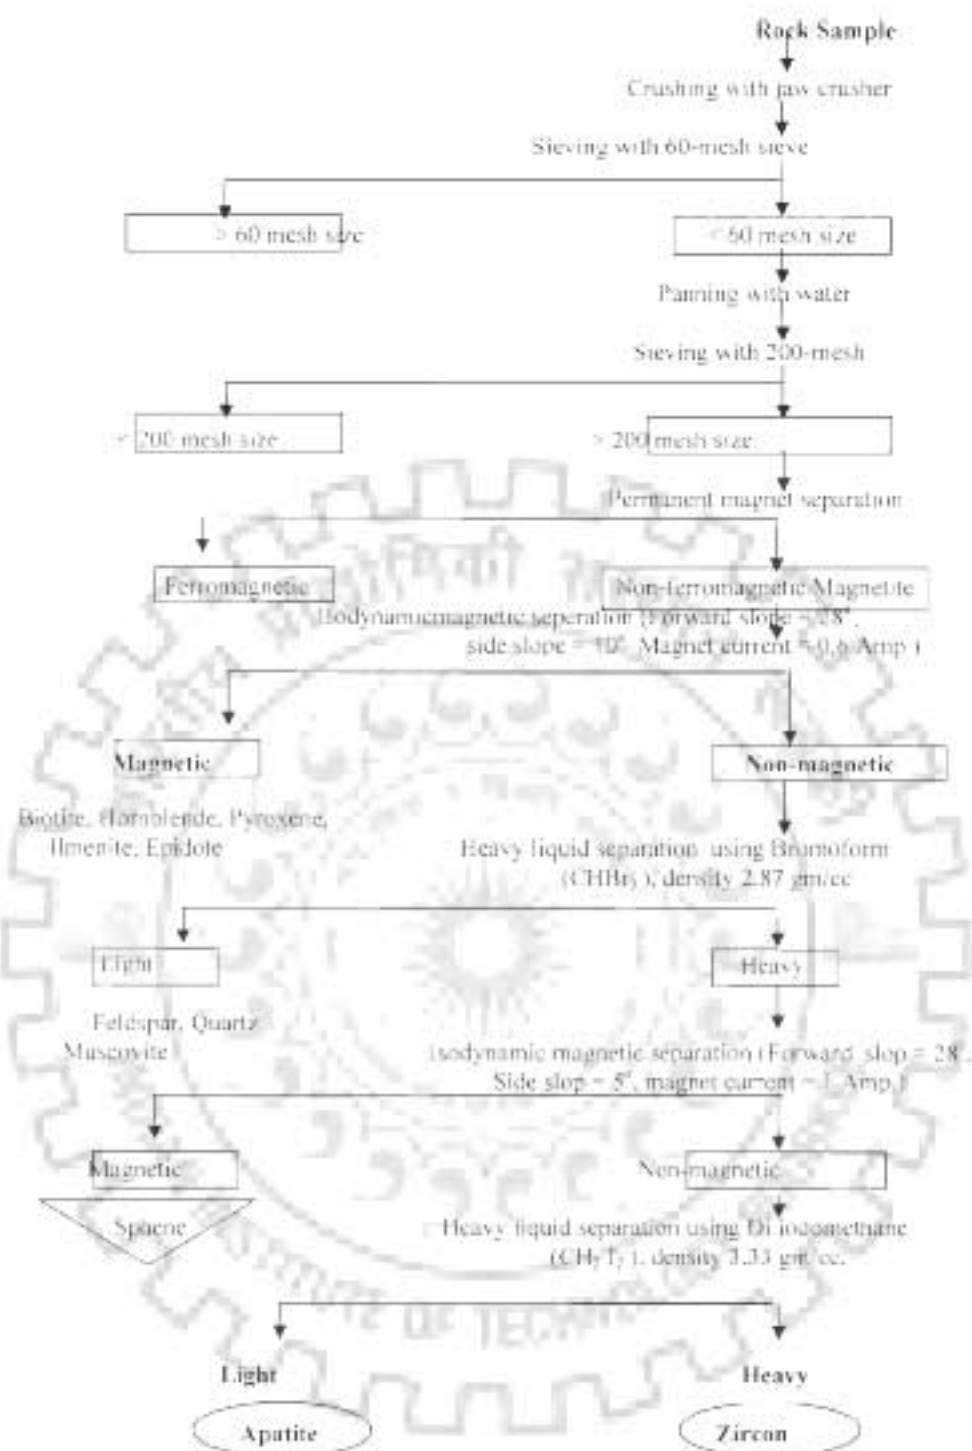 Rock Sample
Crushing with jaw crusher
Sieving with 60-mesh sieve
> 60 mesh size
< 60 mesh size
Panning with water
Sieving with 200-mesh
< 200 mesh size
> 200 mesh size
Permanent magnet separation
Ferromagnetic
Non-ferromagnetic Magnetite
Isodynamicmagnetic seperation (Forward slope = 28°,
side slope = 10° Magnet current = 0.6 Amp )
Magnetic
Non-magnetic
Biotite, Hornblende, Pyroxene,
Ilmenite, Epidote
Heavy liquid separation using Bromoform
(CHBr3 ), density 2.87 gm/cc
Light
Heavy
Feldspar, Quartz
Muscovite
Isodynamic magnetic separation (Forward slop = 28°,
Side slop = 5°, magnet current = 1 Amp.)
Magnetic
Non-magnetic
Sphene
Heavy liquid separation using Di iodomethane
(CH2I2 ), density 3.33 gm/cc.
OF TECHNOLOGY
Light
Heavy
Apatite
Zircon